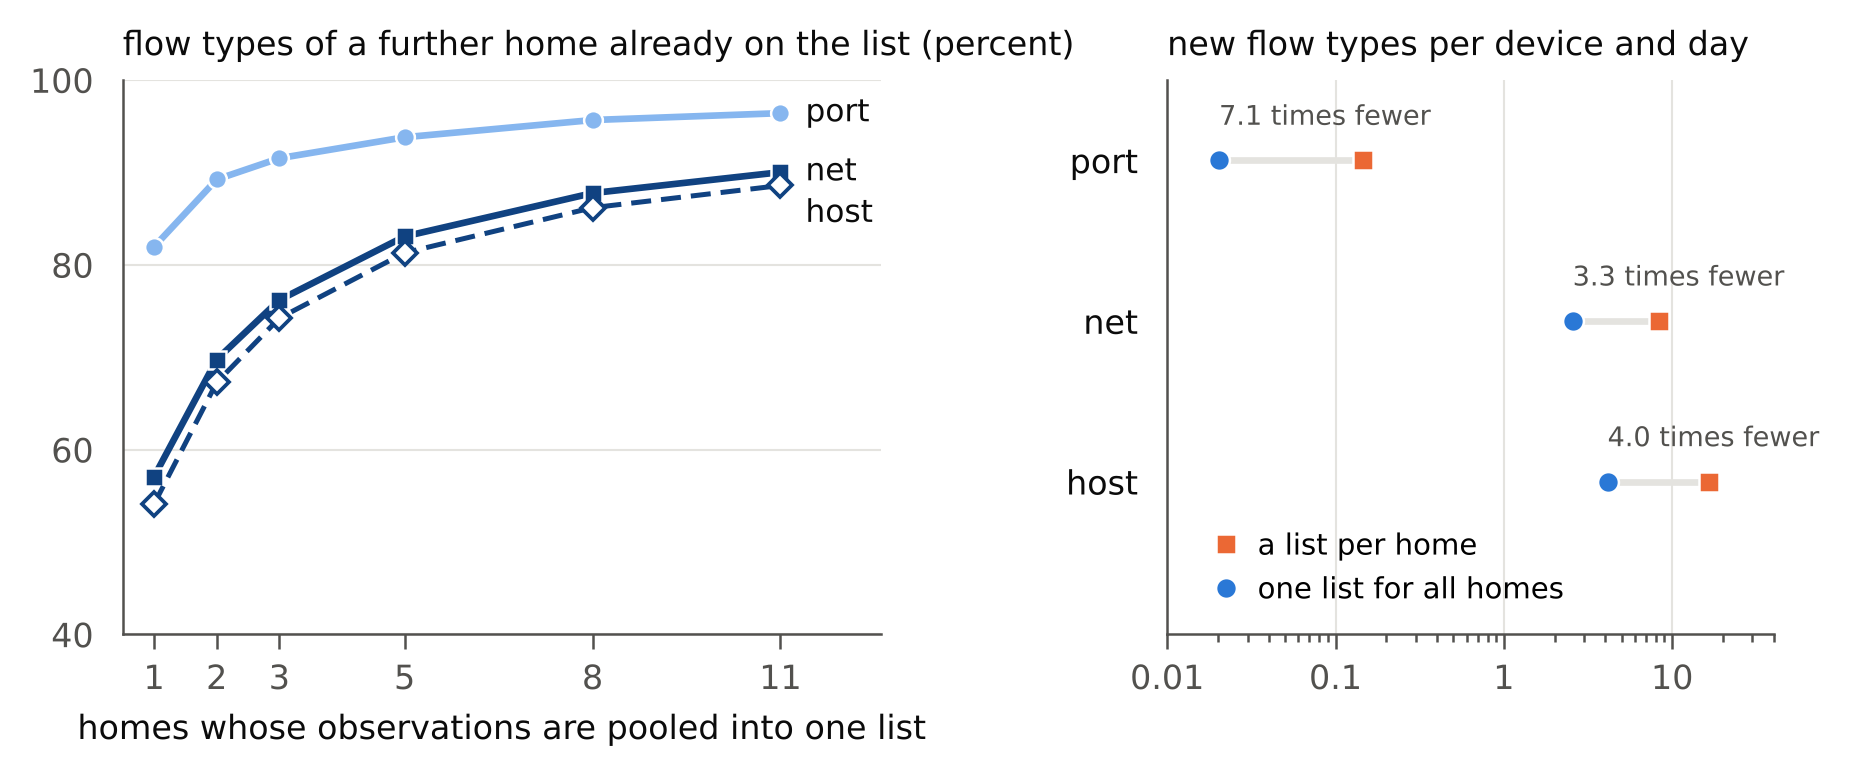 flow types of a further home already on the list (percent)
100
80
60
40
port
net
host
1 2 3 5 8 11
homes whose observations are pooled into one list
new flow types per device and day
7.1 times fewer
port
3.3 times fewer
net
4.0 times fewer
host
a list per home
one list for all homes
0.01 0.1 1 10